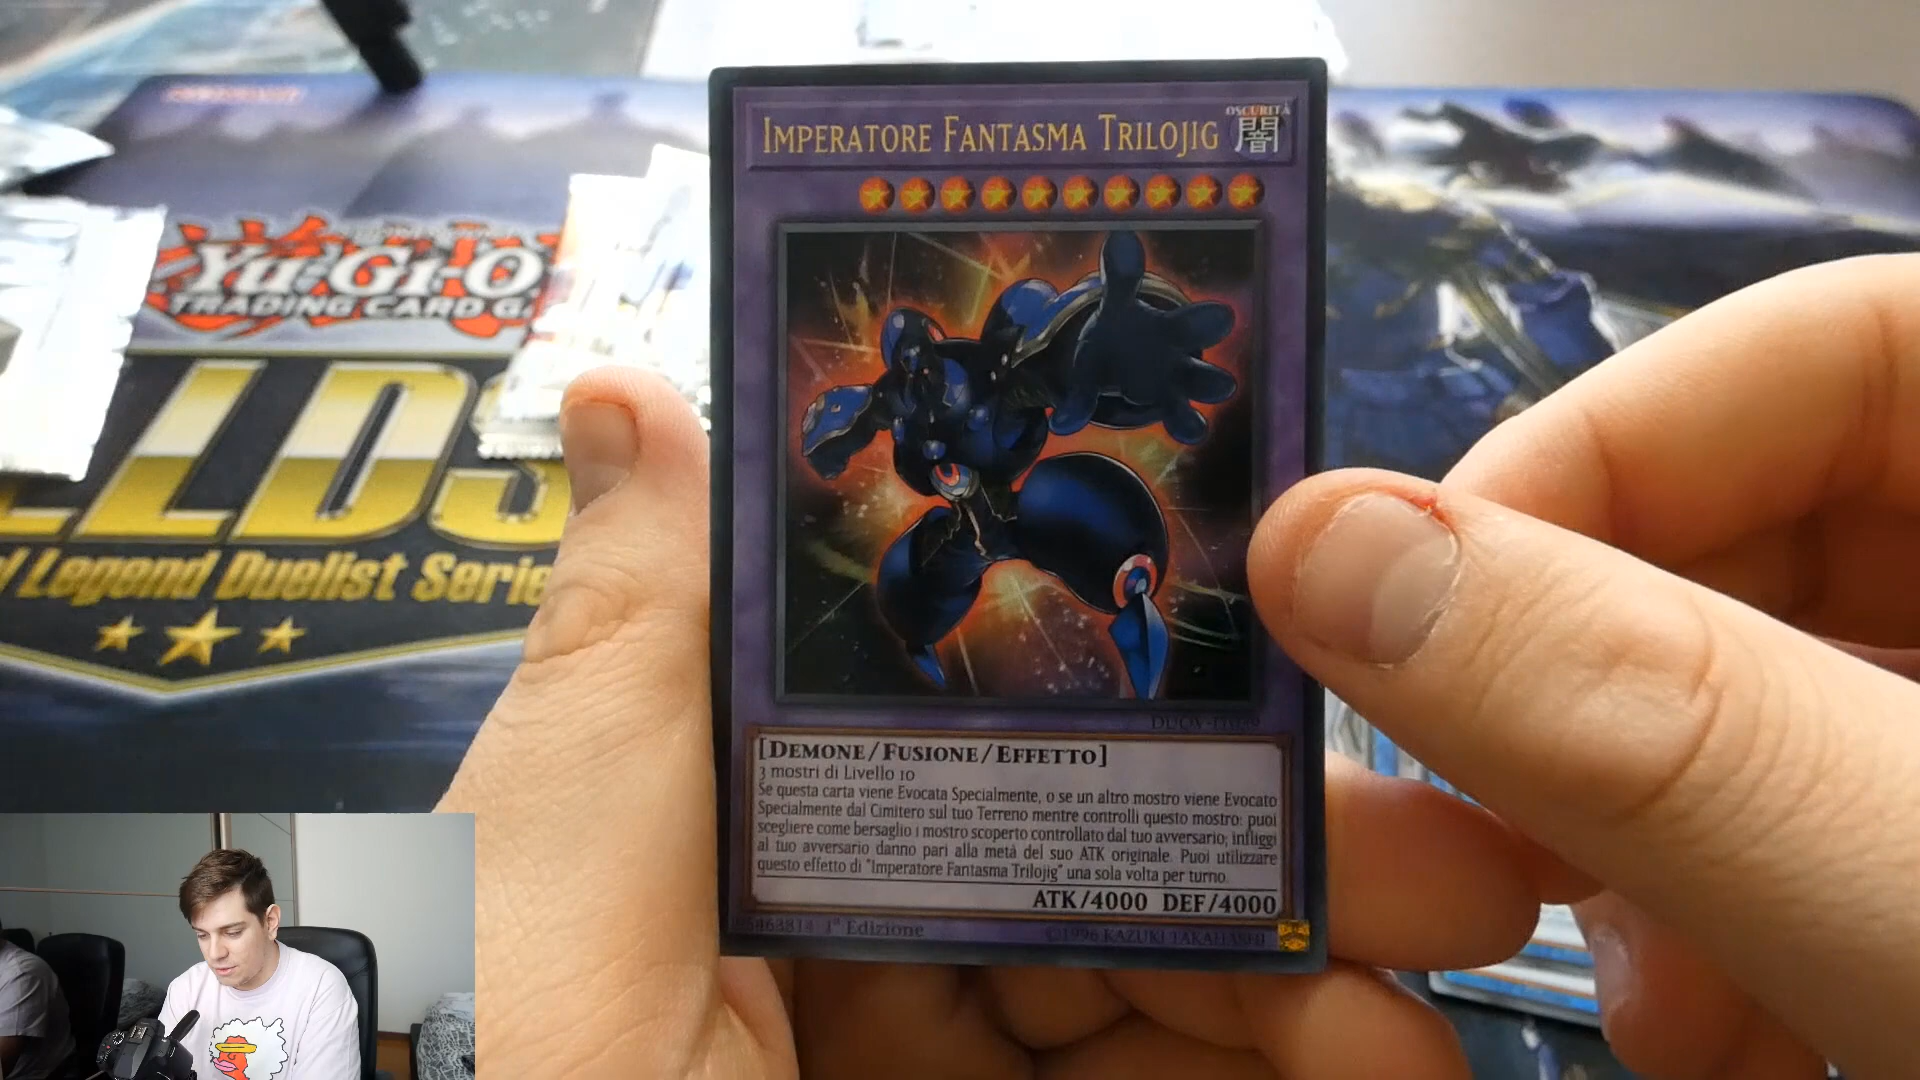 Imperatore Fantasma Trilojig
OSCURITÀ
闇
Yu-Gi-O
TRADING CARD G
LDS
Legend Duelist Serie
[Demone/Fusione/Effetto]
3 mostri di Livello 10
Se questa carta viene Evocata Specialmente, o se un altro mostro viene Evocato
Specialmente dal Cimitero sul tuo Terreno mentre controlli questo mostro: puoi
scegliere come bersaglio 1 mostro scoperto controllato dal tuo avversario; infliggi
al tuo avversario danno pari alla metà del suo ATK originale. Puoi utilizzare
questo effetto di "Imperatore Fantasma Trilojig" una sola volta per turno.
ATK/4000 DEF/4000
1ª Edizione
©1996 KAZUKI TAKAHASHI